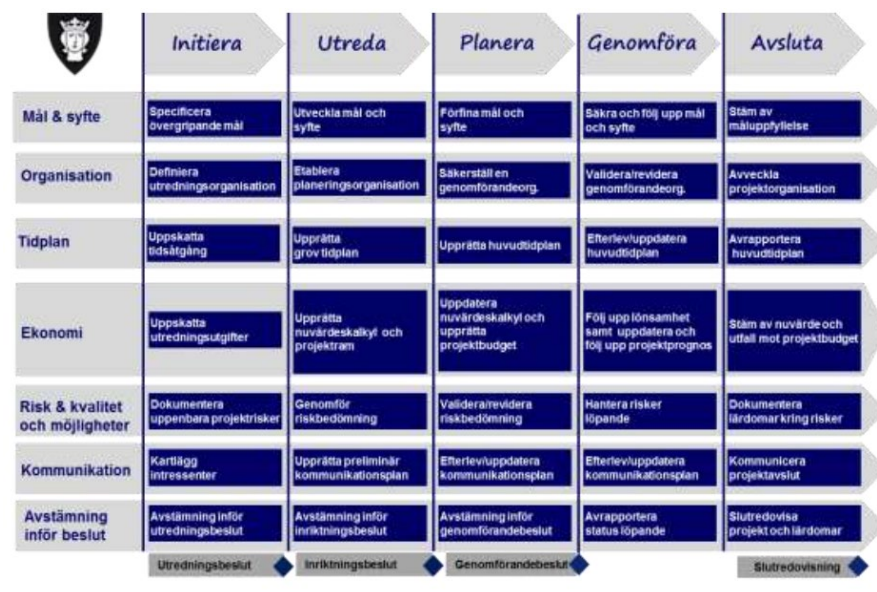 Initiera
Utreda
Planera
Genomföra
Avsluta
Mål & syfte
Specificera
övergripande mål
Utveckla mål och
syfte
Förfina mål och
syfte
Säkra och följ upp mål
och syfte
Stäm av
måluppfyllelse
Organisation
Definiera
utredningsorganisation
Etablera
planeringsorganisation
Säkerställ en
genomförandeorg.
Validera/revidera
genomförandeorg.
Avveckla
projektorganisation
Tidplan
Uppskatta
tidsåtgång
Upprätta
grov tidplan
Upprätta huvudtidplan
Efterlev/uppdatera
huvudtidplan
Avrapportera
huvudtidplan
Ekonomi
Uppskatta
utredningsutgifter
Upprätta
nuvärdeskalkyl och
projektram
Uppdatera
nuvärdeskalkyl och
upprätta
projektbudget
Följ upp lönsamhet
samt uppdatera och
följ upp projektprognos
Stäm av nuvärde och
utfall mot projektbudget
Risk & kvalitet
och möjligheter
Dokumentera
uppenbara projektrisker
Genomför
riskbedömning
Validera/revidera
riskbedömning
Hantera risker
löpande
Dokumentera
lärdomar kring risker
Kommunikation
Kartlägg
intressenter
Upprätta preliminär
kommunikationsplan
Efterlev/uppdatera
kommunikationsplan
Efterlev/uppdatera
kommunikationsplan
Kommunicera
projektavslut
Avstämning
inför beslut
Avstämning inför
utredningsbeslut
Avstämning inför
inriktningsbeslut
Avstämning inför
genomförandebeslut
Avrapportera
status löpande
Slutredovisa
projekt och lärdomar
Utredningsbeslut
Inriktningsbeslut
Genomförandebeslut
Slutredovisning